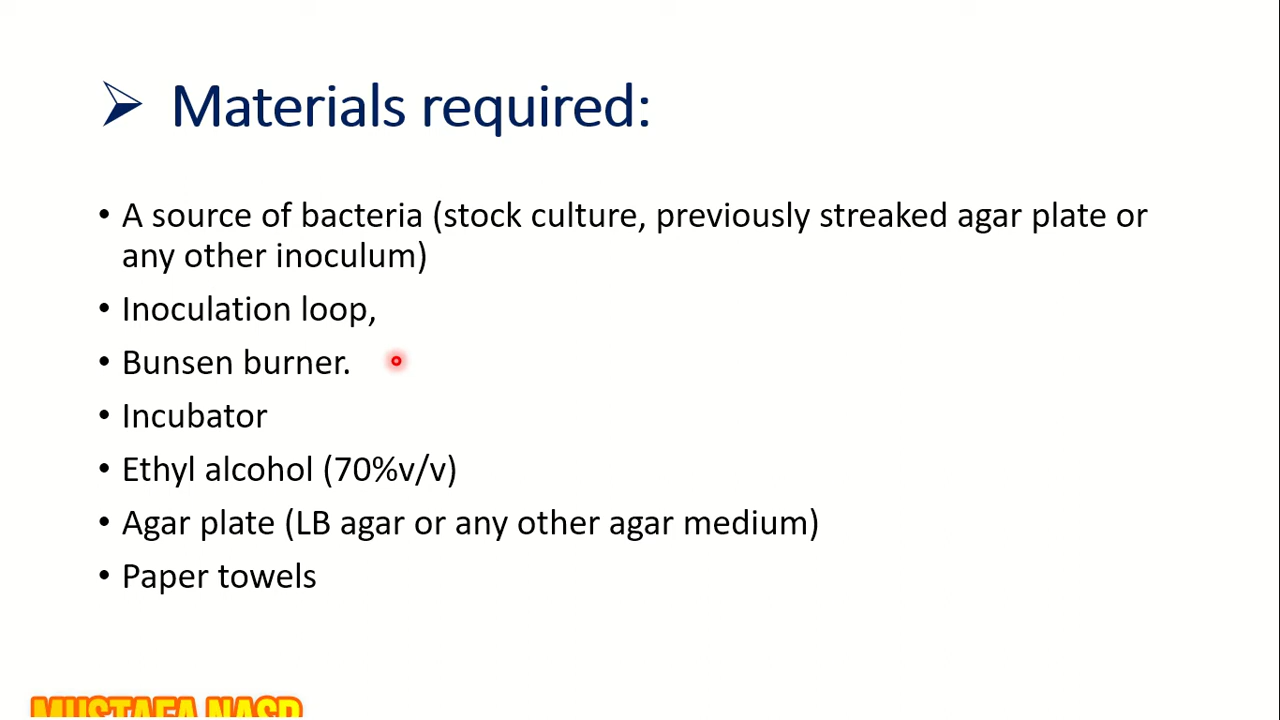 ➢ Materials required:
• A source of bacteria (stock culture, previously streaked agar plate or
any other inoculum)
• Inoculation loop,
• Bunsen burner.
• Incubator
• Ethyl alcohol (70%v/v)
• Agar plate (LB agar or any other agar medium)
• Paper towels
MUSTAFA NASR